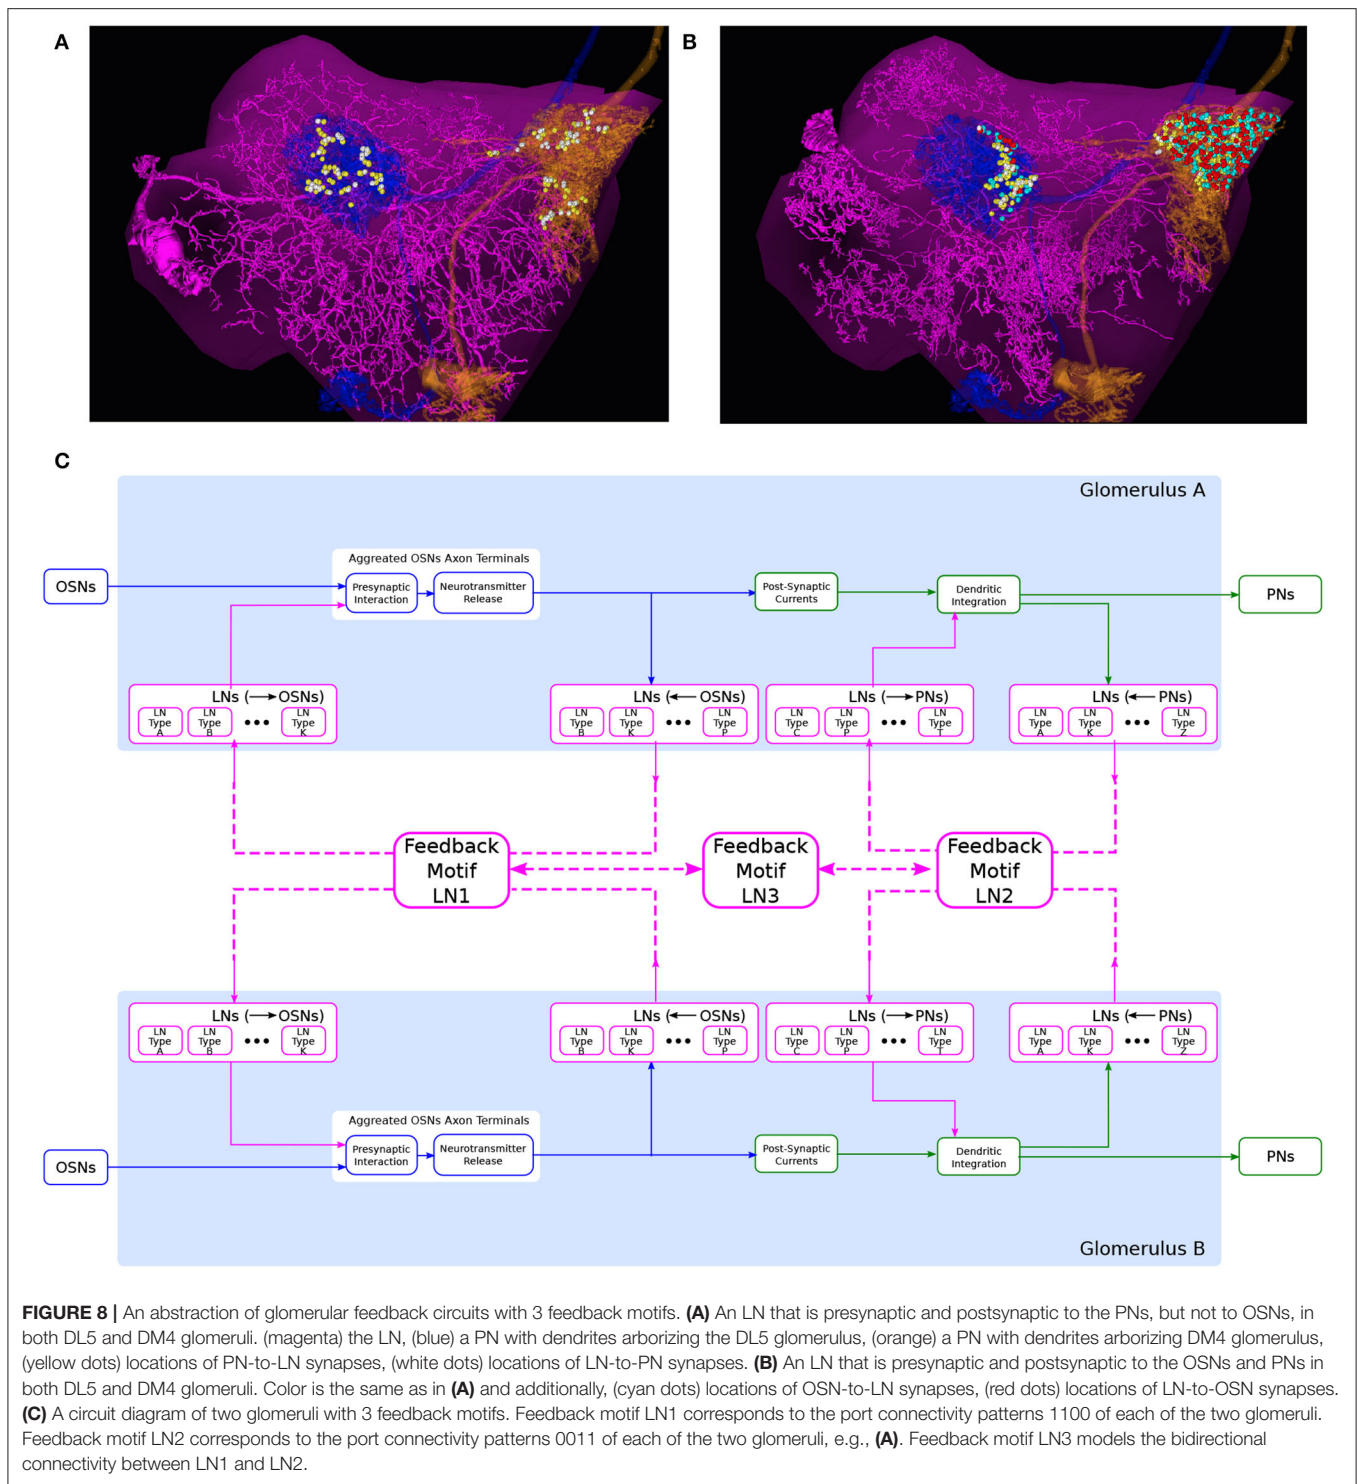 A
B
C
Glomerulus A
Aggreated OSNs Axon Terminals
OSNs
Presynaptic
Interaction
Neurotransmitter
Release
Post-Synaptic
Currents
Dendritic
Integration
PNs
LNs (→OSNs)
LN
Type
A
LN
Type
B
•••
LN
Type
K
LNs (←OSNs)
LN
Type
B
LN
Type
K
•••
LN
Type
P
LNs (→PNs)
LN
Type
C
LN
Type
P
•••
LN
Type
T
LNs (←PNs)
LN
Type
A
LN
Type
K
•••
LN
Type
Z
Feedback
Motif
LN1
Feedback
Motif
LN3
Feedback
Motif
LN2
LNs (→OSNs)
LN
Type
A
LN
Type
B
•••
LN
Type
K
LNs (←OSNs)
LN
Type
B
LN
Type
K
•••
LN
Type
P
LNs (→PNs)
LN
Type
C
LN
Type
P
•••
LN
Type
T
LNs (←PNs)
LN
Type
A
LN
Type
K
•••
LN
Type
Z
Aggreated OSNs Axon Terminals
OSNs
Presynaptic
Interaction
Neurotransmitter
Release
Post-Synaptic
Currents
Dendritic
Integration
PNs
Glomerulus B
FIGURE 8 | An abstraction of glomerular feedback circuits with 3 feedback motifs. (A) An LN that is presynaptic and postsynaptic to the PNs, but not to OSNs, in
both DL5 and DM4 glomeruli. (magenta) the LN, (blue) a PN with dendrites arborizing the DL5 glomerulus, (orange) a PN with dendrites arborizing DM4 glomerulus,
(yellow dots) locations of PN-to-LN synapses, (white dots) locations of LN-to-PN synapses. (B) An LN that is presynaptic and postsynaptic to the OSNs and PNs in
both DL5 and DM4 glomeruli. Color is the same as in (A) and additionally, (cyan dots) locations of OSN-to-LN synapses, (red dots) locations of LN-to-OSN synapses.
(C) A circuit diagram of two glomeruli with 3 feedback motifs. Feedback motif LN1 corresponds to the port connectivity patterns 1100 of each of the two glomeruli.
Feedback motif LN2 corresponds to the port connectivity patterns 0011 of each of the two glomeruli, e.g., (A). Feedback motif LN3 models the bidirectional
connectivity between LN1 and LN2.